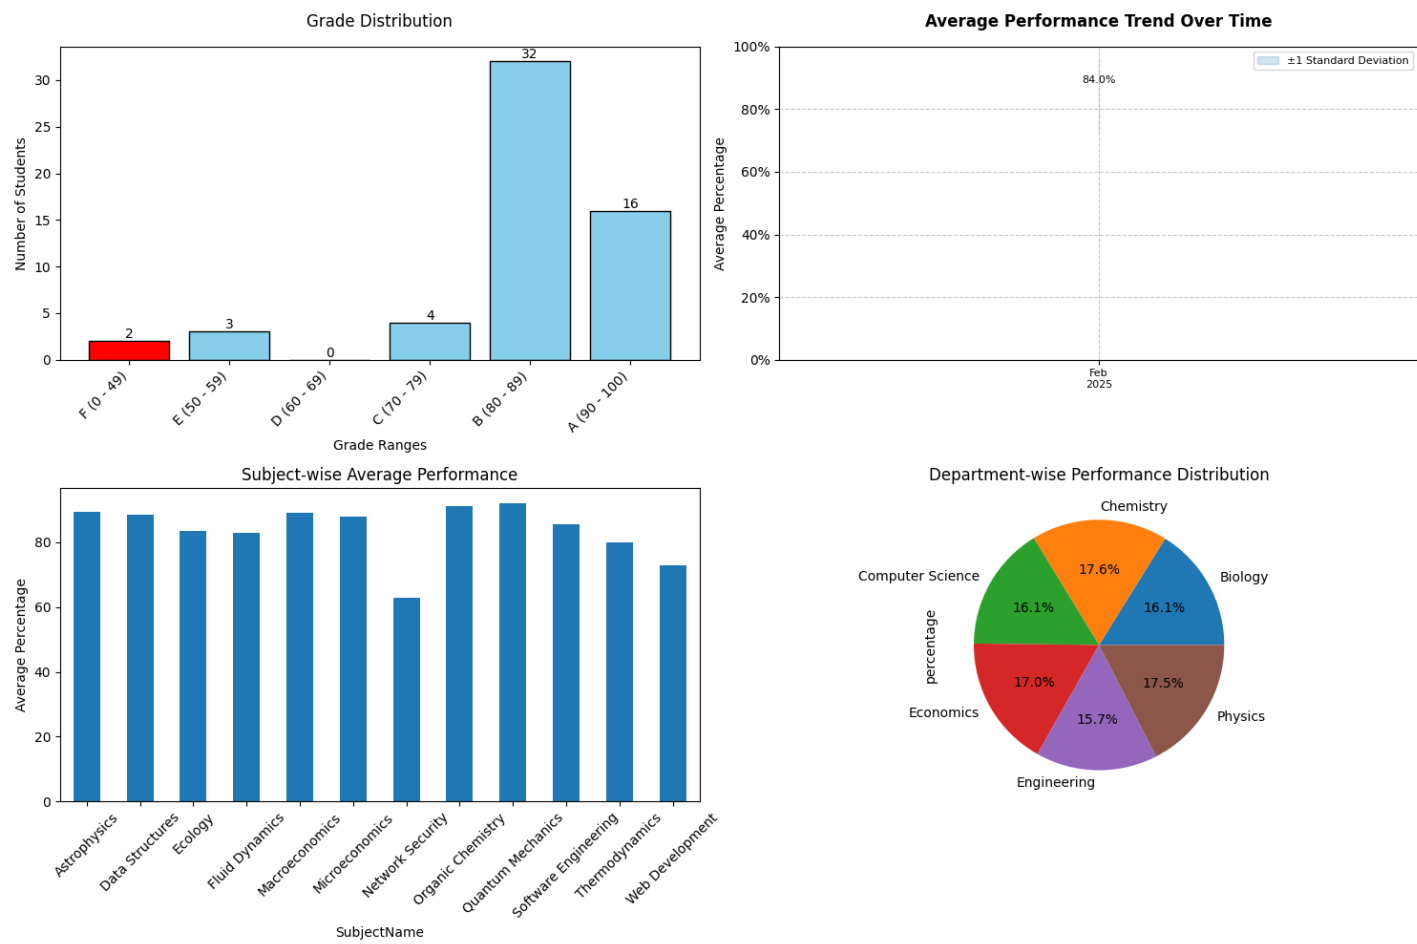 Grade Distribution
Number of Students
30
25
20
15
10
5
0
2
3
0
4
32
16
F (0 - 49)
E (50 - 59)
D (60 - 69)
C (70 - 79)
B (80 - 89)
A (90 - 100)
Grade Ranges
Average Performance Trend Over Time
Average Percentage
100%
80%
60%
40%
20%
0%
±1 Standard Deviation
84.0%
Feb
2025
Subject-wise Average Performance
Average Percentage
80
60
40
20
0
Astrophysics
Data Structures
Ecology
Fluid Dynamics
Macroeconomics
Microeconomics
Network Security
Organic Chemistry
Quantum Mechanics
Software Engineering
Thermodynamics
Web Development
SubjectName
Department-wise Performance Distribution
percentage
Chemistry
17.6%
Computer Science
16.1%
Biology
16.1%
Economics
17.0%
Physics
17.5%
Engineering
15.7%